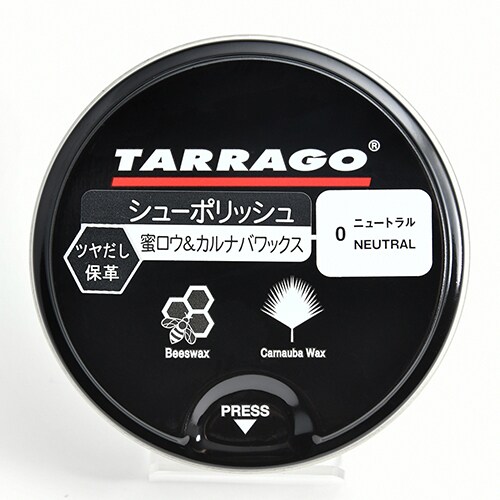 TARRAGO®
シューポリッシュ
ツヤだし
保革
蜜ロウ&カルナバワックス
0 ニュートラル
NEUTRAL
Beeswax
Carnauba Wax
PRESS